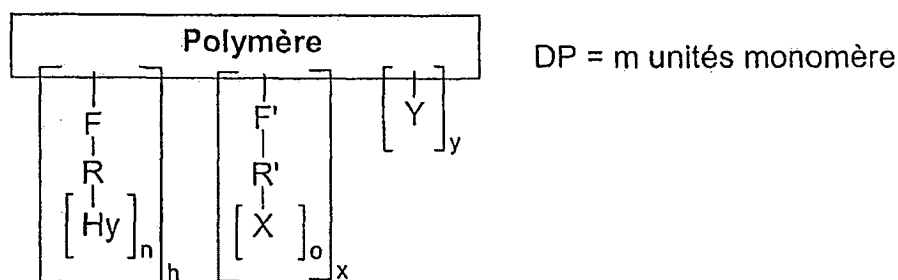 Polymère
DP = m unités monomère
F F' Y y
R R'
Hy n X o
h x